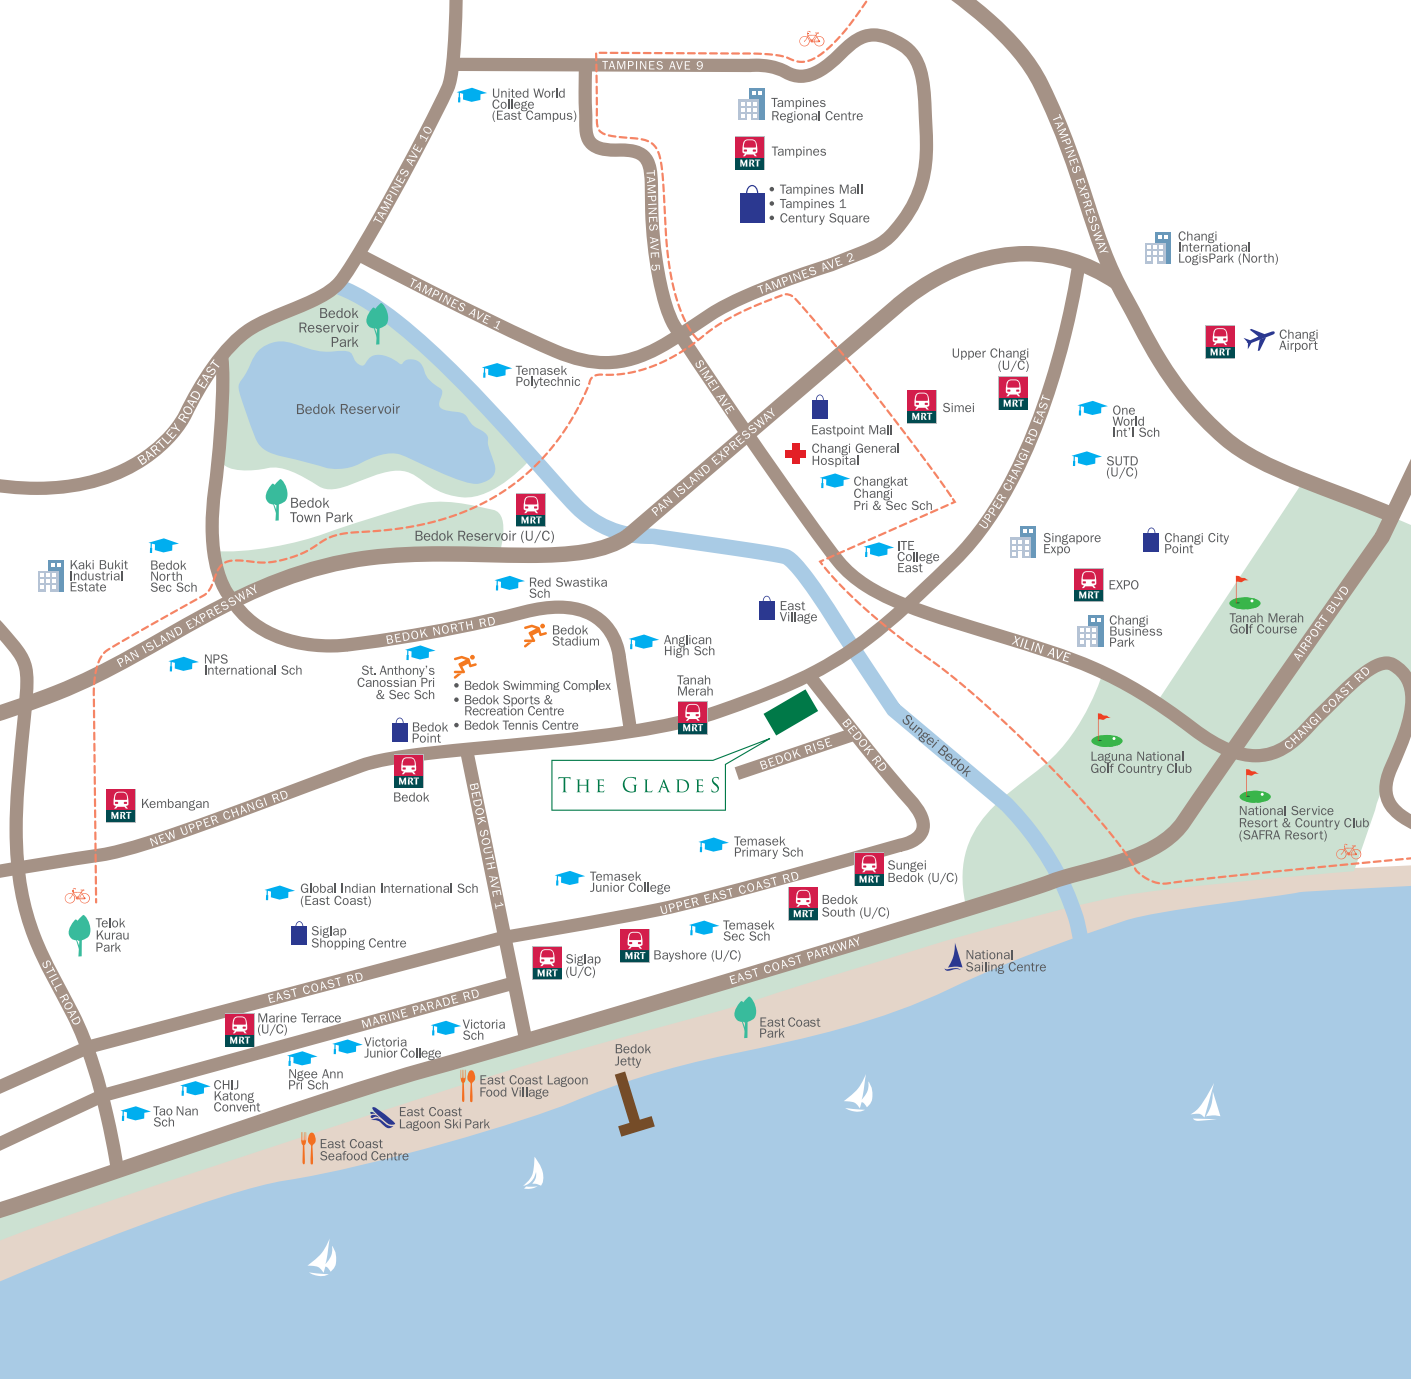 TAMPINES AVE 9
United World
College
(East Campus)
Tampines
Regional Centre
MRT
Tampines
• Tampines Mall
• Tampines 1
• Century Square
TAMPINES AVE 10
TAMPINES AVE 5
TAMPINES EXPRESSWAY
TAMPINES AVE 2
TAMPINES AVE 1
Changi
International
LogisPark (North)
Bedok
Reservoir
Park
MRT
Changi
Airport
Upper Changi
(U/C)
MRT
Temasek
Polytechnic
SIMEI AVE
BARTLEY ROAD EAST
Bedok Reservoir
MRT
Simei
Eastpoint Mall
One
World
Int'l Sch
Changi General
Hospital
SUTD
(U/C)
PAN ISLAND EXPRESSWAY
UPPER CHANGI RD EAST
Changkat
Changi
Pri & Sec Sch
Bedok
Town Park
MRT
Bedok Reservoir (U/C)
Singapore
Expo
Changi City
Point
ITE
College
East
Kaki Bukit
Industrial
Estate
Bedok
North
Sec Sch
Red Swastika
Sch
MRT
EXPO
East
Village
PAN ISLAND EXPRESSWAY
BEDOK NORTH RD
Bedok
Stadium
Anglican
High Sch
Changi
Business
Park
Tanah Merah
Golf Course
AIRPORT BLVD
XILIN AVE
NPS
International Sch
St. Anthony's
Canossian Pri
& Sec Sch
• Bedok Swimming Complex
• Bedok Sports &
Recreation Centre
• Bedok Tennis Centre
Tanah
Merah
MRT
Bedok
Point
CHANGI COAST RD
BEDOK RD
Sungei Bedok
BEDOK RISE
Laguna National
Golf Country Club
THE GLADES
MRT
Bedok
MRT
Kembangan
NEW UPPER CHANGI RD
BEDOK SOUTH AVE 1
National Service
Resort & Country Club
(SAFRA Resort)
Temasek
Primary Sch
MRT
Sungei
Bedok (U/C)
Temasek
Junior College
UPPER EAST COAST RD
Global Indian International Sch
(East Coast)
MRT
Bedok
South (U/C)
Telok
Kurau
Park
Siglap
Shopping Centre
Temasek
Sec Sch
MRT
Bayshore (U/C)
EAST COAST PARKWAY
MRT
Siglap
(U/C)
National
Sailing Centre
STILL ROAD
EAST COAST RD
MARINE PARADE RD
MRT
Marine Terrace
(U/C)
Victoria
Sch
East Coast
Park
Victoria
Junior College
Bedok
Jetty
Ngee Ann
Pri Sch
CHIJ
Katong
Convent
East Coast Lagoon
Food Village
Tao Nan
Sch
East Coast
Lagoon Ski Park
East Coast
Seafood Centre